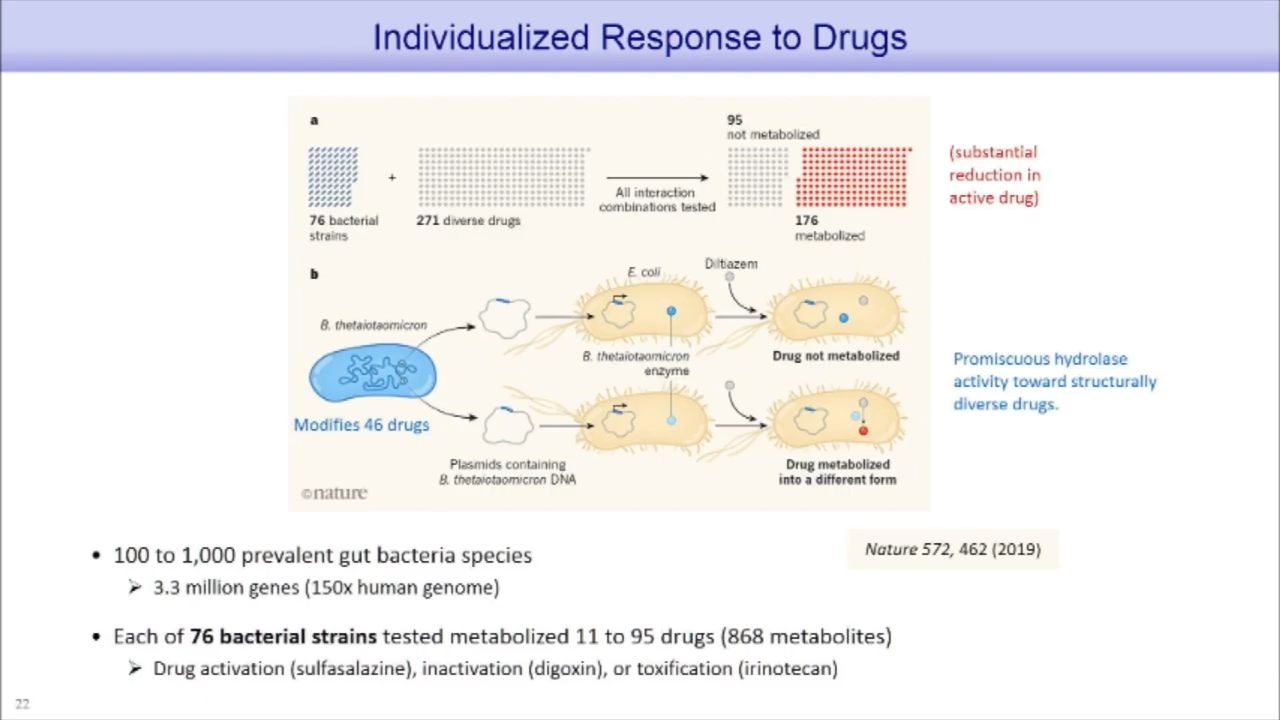 Individualized Response to Drugs
a
76 bacterial
strains
+
271 diverse drugs
All interaction
combinations tested
95
not metabolized
176
metabolized
(substantial
reduction in
active drug)
b
B. thetaiotaomicron
Modifies 46 drugs
Plasmids containing
B. thetaiotaomicron DNA
E. coli
B. thetaiotaomicron
enzyme
Diltiazem
Drug not metabolized
Drug metabolized
into a different form
Promiscuous hydrolase
activity toward structurally
diverse drugs.
©nature
Nature 572, 462 (2019)
• 100 to 1,000 prevalent gut bacteria species
➢ 3.3 million genes (150x human genome)
• Each of 76 bacterial strains tested metabolized 11 to 95 drugs (868 metabolites)
➢ Drug activation (sulfasalazine), inactivation (digoxin), or toxification (irinotecan)
22